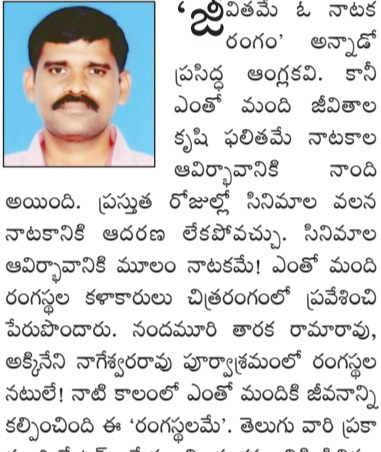 ‘జీవితమే ఓ నాటక
రంగం’ అన్నాడో
ప్రసిద్ధ ఆంగ్లకవి. కానీ
ఎంతో మంది జీవితాల
కృషి ఫలితమే నాటకాల
ఆవిర్భావానికి నాంది
అయింది. ప్రస్తుత రోజుల్లో సినిమాల వలన
నాటకానికి ఆదరణ లేకపోవచ్చు. సినిమాల
ఆవిర్భావానికి మూలం నాటకమే! ఎంతో మంది
రంగస్థల కళాకారులు చిత్రరంగంలో ప్రవేశించి
పేరుపొందారు. నందమూరి తారక రామారావు,
అక్కినేని నాగేశ్వరరావు పూర్వాశ్రమంలో రంగస్థల
నటులే! నాటి కాలంలో ఎంతో మందికి జీవనాన్ని
కల్పించింది ఈ ‘రంగస్థలమే’. తెలుగు వారి ప్రకా